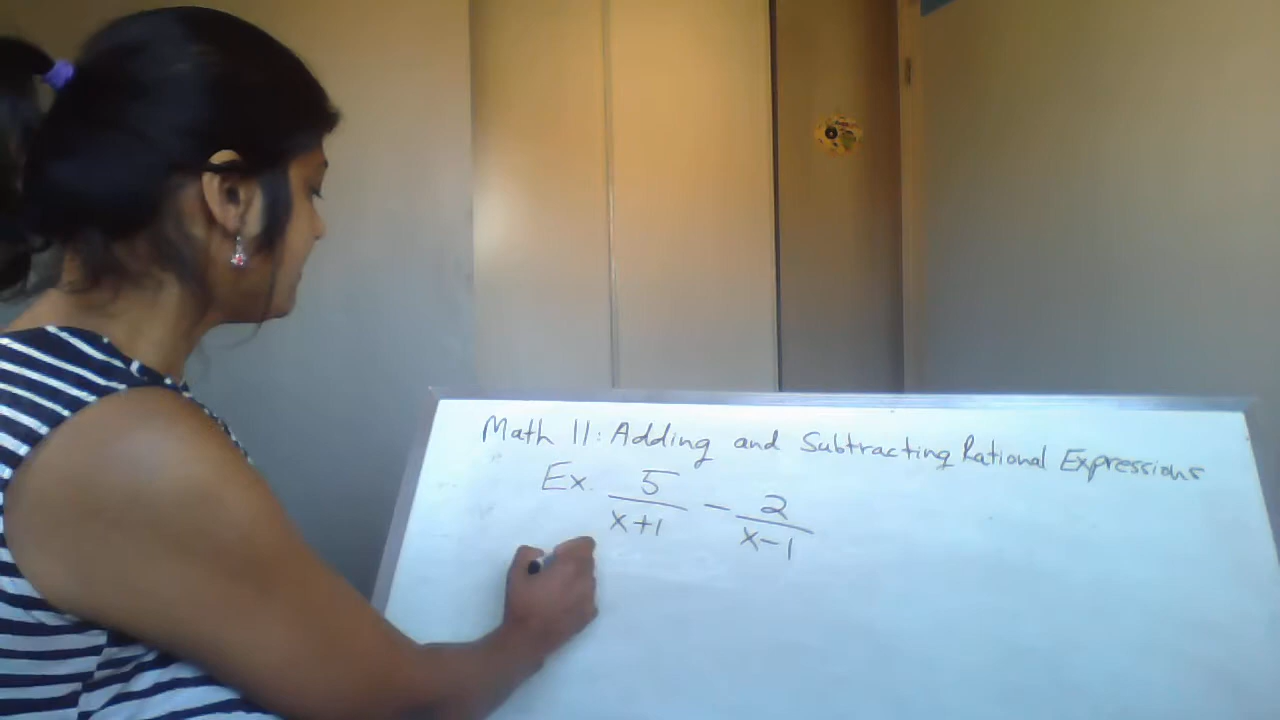 Math 11: Adding and Subtracting Rational Expressions
Ex. 5/(x+1) - 2/(x-1)